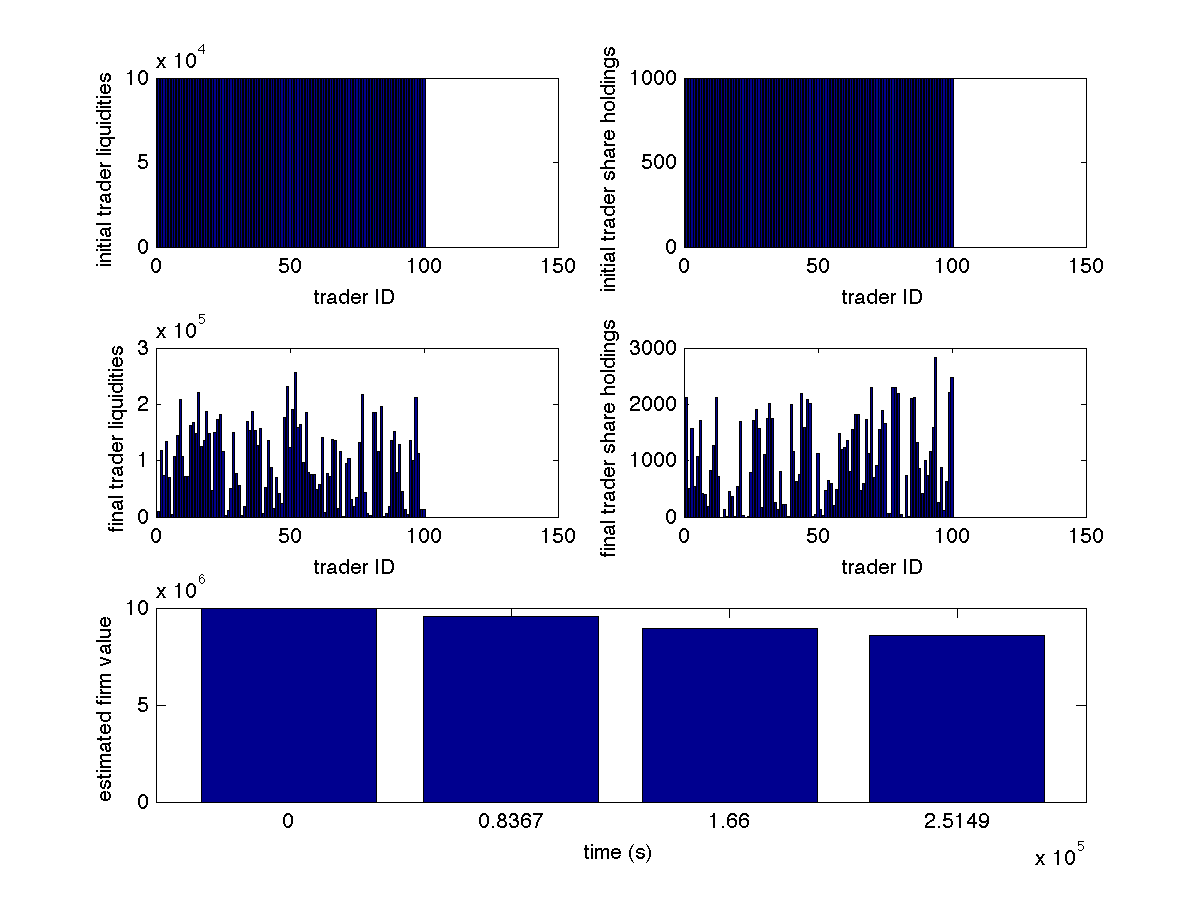 x 10^4
10
5
0
initial trader liquidities
0 50 100 150
trader ID
1000
500
0
initial trader share holdings
0 50 100 150
trader ID
x 10^5
3
2
1
0
final trader liquidities
0 50 100 150
trader ID
3000
2000
1000
0
final trader share holdings
0 50 100 150
trader ID
x 10^6
10
5
0
estimated firm value
0 0.8367 1.66 2.5149
time (s)
x 10^5